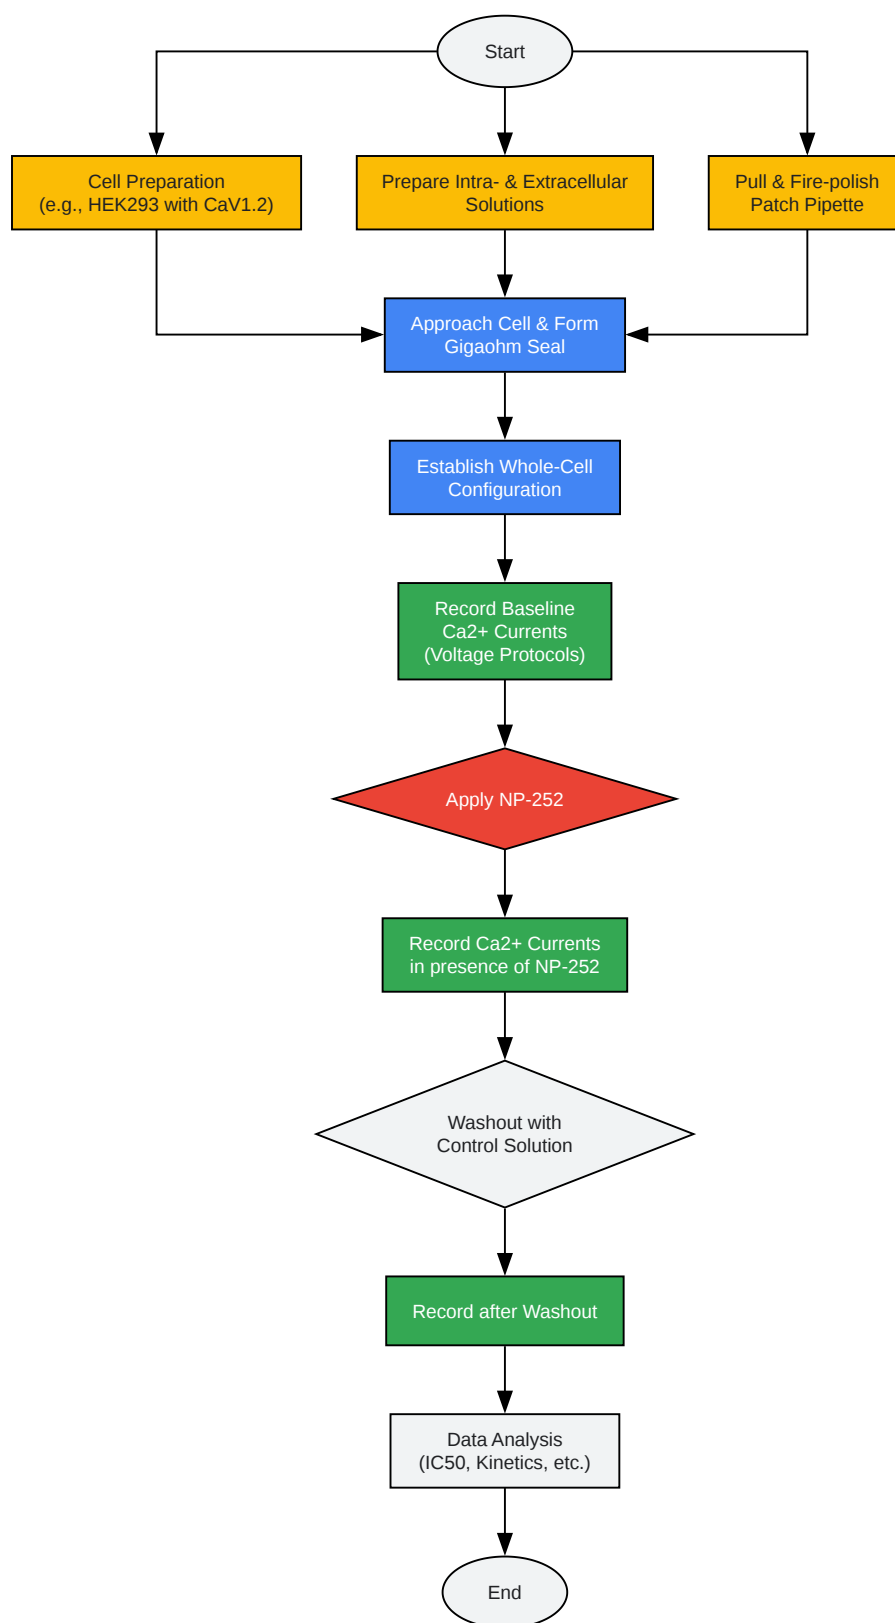 Start
Cell Preparation
(e.g., HEK293 with CaV1.2)
Prepare Intra- & Extracellular
Solutions
Pull & Fire-polish
Patch Pipette
Approach Cell & Form
Gigaohm Seal
Establish Whole-Cell
Configuration
Record Baseline
Ca2+ Currents
(Voltage Protocols)
Apply NP-252
Record Ca2+ Currents
in presence of NP-252
Washout with
Control Solution
Record after Washout
Data Analysis
(IC50, Kinetics, etc.)
End